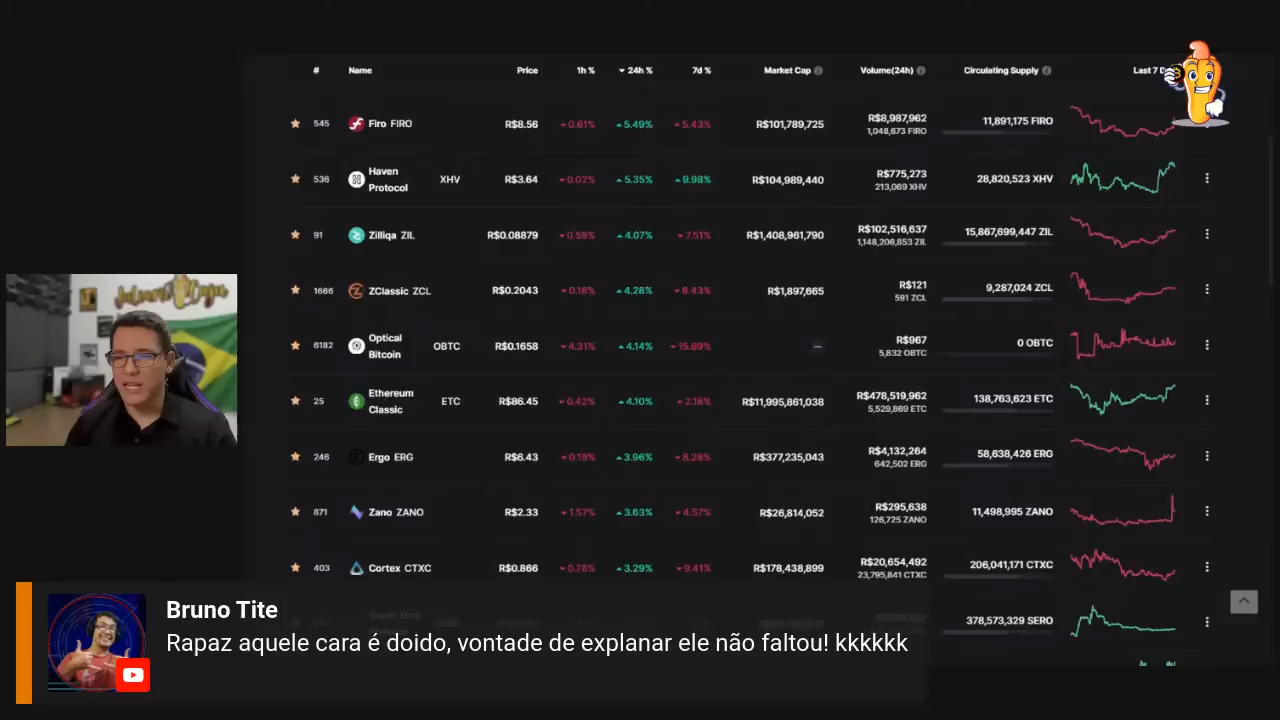 # Name Price 1h % 24h % 7d % Market Cap Volume(24h) Circulating Supply Last 7
545 Firo FIRO R$8.56 0.61% 5.49% 5.43% R$101,789,725 R$8,987,962 11,891,175 FIRO
1,048,673 FIRO
536 Haven Protocol XHV R$3.64 0.02% 5.35% 9.98% R$104,989,440 R$775,273 28,820,523 XHV
213,069 XHV
91 Zilliqa ZIL R$0.08879 0.59% 4.07% 7.51% R$1,408,961,790 R$102,516,637 15,867,699,447 ZIL
1,148,206,853 ZIL
1666 ZClassic ZCL R$0.2043 0.18% 4.28% 8.43% R$1,897,665 R$121 9,287,024 ZCL
591 ZCL
6182 Optical Bitcoin OBTC R$0.1658 4.31% 4.14% 15.69% -- R$967 0 OBTC
5,832 OBTC
25 Ethereum Classic ETC R$86.45 0.42% 4.10% 2.18% R$11,995,861,038 R$478,519,962 138,763,623 ETC
5,529,869 ETC
246 Ergo ERG R$6.43 0.19% 3.96% 8.28% R$377,235,043 R$4,132,264 58,638,426 ERG
642,502 ERG
871 Zano ZANO R$2.33 1.57% 3.63% 4.57% R$26,814,052 R$295,638 11,498,995 ZANO
126,725 ZANO
403 Cortex CTXC R$0.866 0.78% 3.29% 9.41% R$178,438,899 R$20,654,492 206,041,171 CTXC
23,795,841 CTXC
378,573,329 SERO
Bruno Tite
Rapaz aquele cara é doido, vontade de explanar ele não faltou! kkkkkk